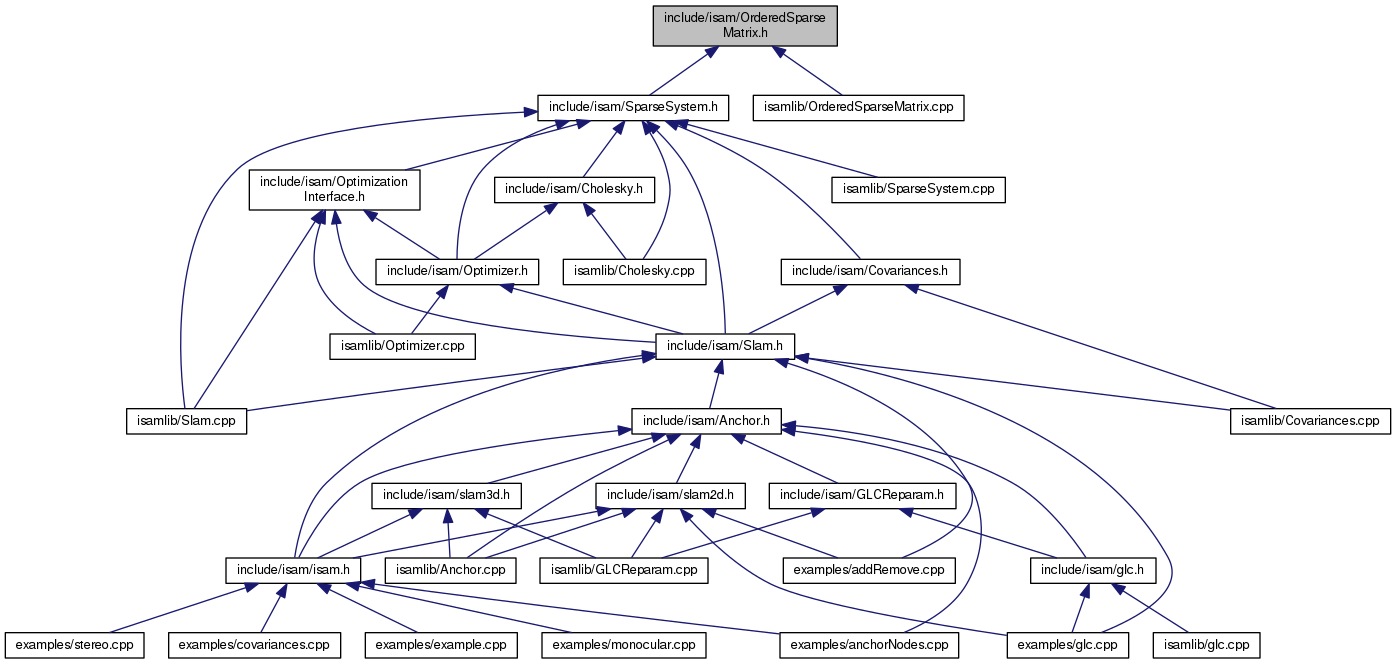 include/isam/OrderedSparse
Matrix.h
include/isam/SparseSystem.h
isamlib/OrderedSparseMatrix.cpp
include/isam/Optimization
Interface.h
include/isam/Cholesky.h
isamlib/SparseSystem.cpp
include/isam/Optimizer.h
isamlib/Cholesky.cpp
include/isam/Covariances.h
isamlib/Optimizer.cpp
include/isam/Slam.h
isamlib/Slam.cpp
include/isam/Anchor.h
isamlib/Covariances.cpp
include/isam/slam3d.h
include/isam/slam2d.h
include/isam/GLCReparam.h
include/isam/isam.h
isamlib/Anchor.cpp
isamlib/GLCReparam.cpp
examples/addRemove.cpp
include/isam/glc.h
examples/stereo.cpp
examples/covariances.cpp
examples/example.cpp
examples/monocular.cpp
examples/anchorNodes.cpp
examples/glc.cpp
isamlib/glc.cpp